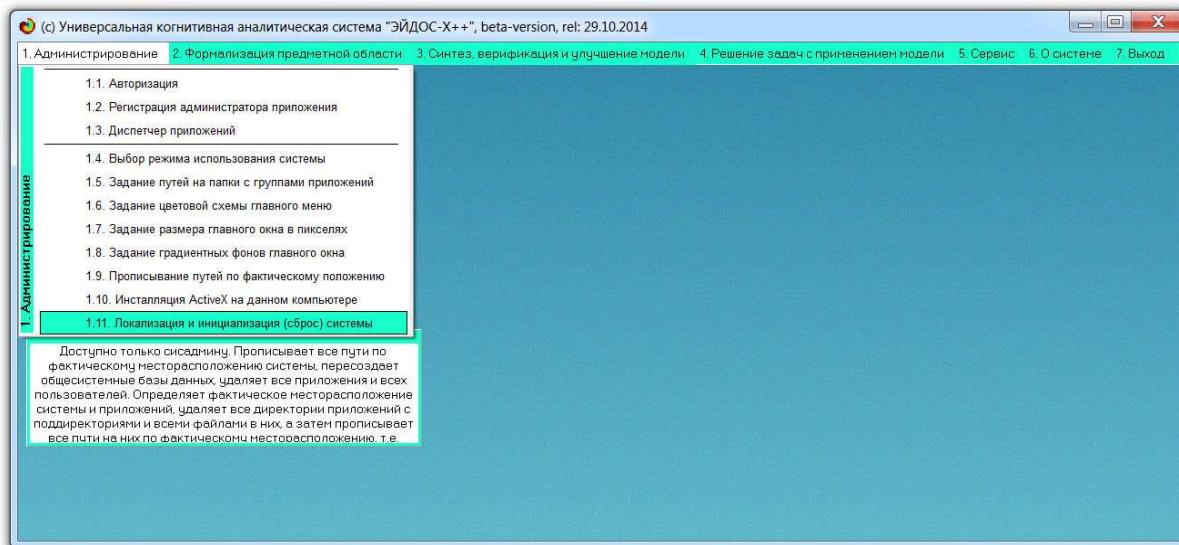 (c) Универсальная когнитивная аналитическая система "ЭЙДОС-X++", beta-version, rel: 29.10.2014
1. Администрирование 2. Формализация предметной области 3. Синтез, верификация и улучшение модели 4. Решение задач с применением модели 5. Сервис 6. О системе 7. Выход
1. Администрирование
1.1. Авторизация
1.2. Регистрация администратора приложения
1.3. Диспетчер приложений
1.4. Выбор режима использования системы
1.5. Задание путей на папки с группами приложений
1.6. Задание цветовой схемы главного меню
1.7. Задание размера главного окна в пикселях
1.8. Задание градиентных фонов главного окна
1.9. Прописывание путей по фактическому положению
1.10. Инсталляция ActiveX на данном компьютере
1.11. Локализация и инициализация (сброс) системы
Доступно только сисадмину. Прописывает все пути по
фактическому месторасположению системы, пересоздает
общесистемные базы данных, удаляет все приложения и всех
пользователей. Определяет фактическое месторасположение
системы и приложений, удаляет все директории приложений с
поддиректориями и всеми файлами в них, а затем прописывает
все пути на них по фактическому месторасположению, т.е.